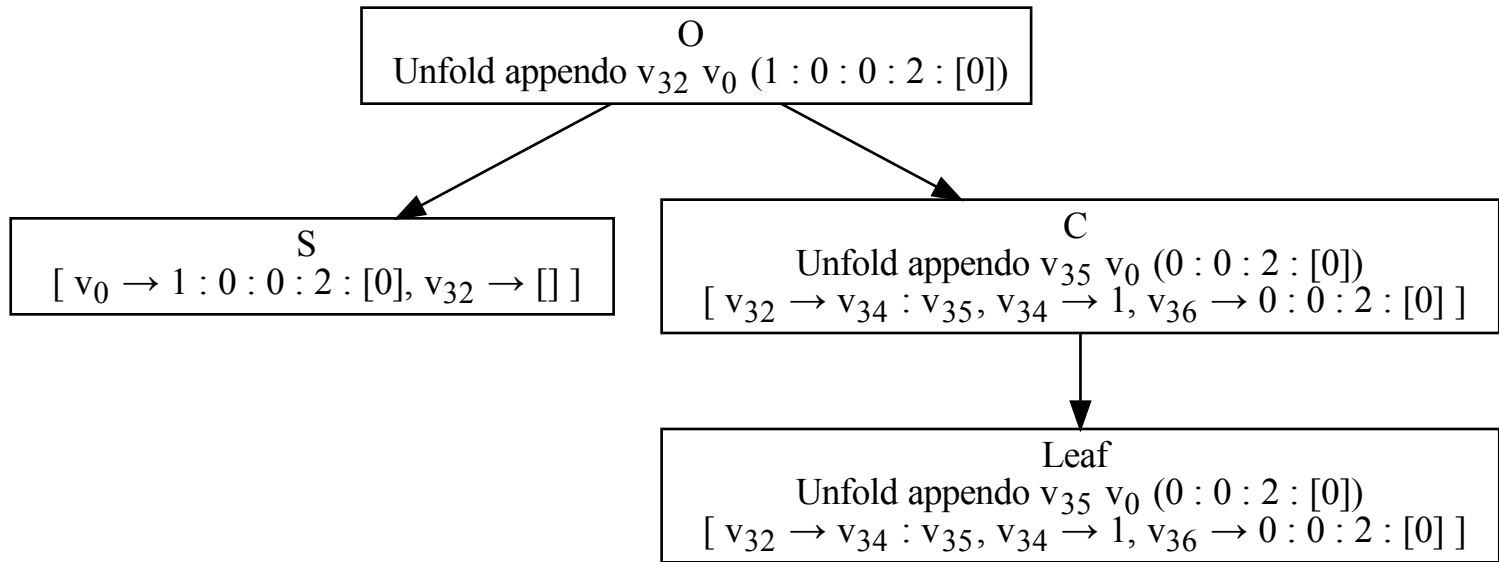 O
Unfold appendo v₃₂ v₀ (1 : 0 : 0 : 2 : [0])
S
[ v₀ → 1 : 0 : 0 : 2 : [0], v₃₂ → [] ]
C
Unfold appendo v₃₅ v₀ (0 : 0 : 2 : [0])
[ v₃₂ → v₃₄ : v₃₅, v₃₄ → 1, v₃₆ → 0 : 0 : 2 : [0] ]
Leaf
Unfold appendo v₃₅ v₀ (0 : 0 : 2 : [0])
[ v₃₂ → v₃₄ : v₃₅, v₃₄ → 1, v₃₆ → 0 : 0 : 2 : [0] ]